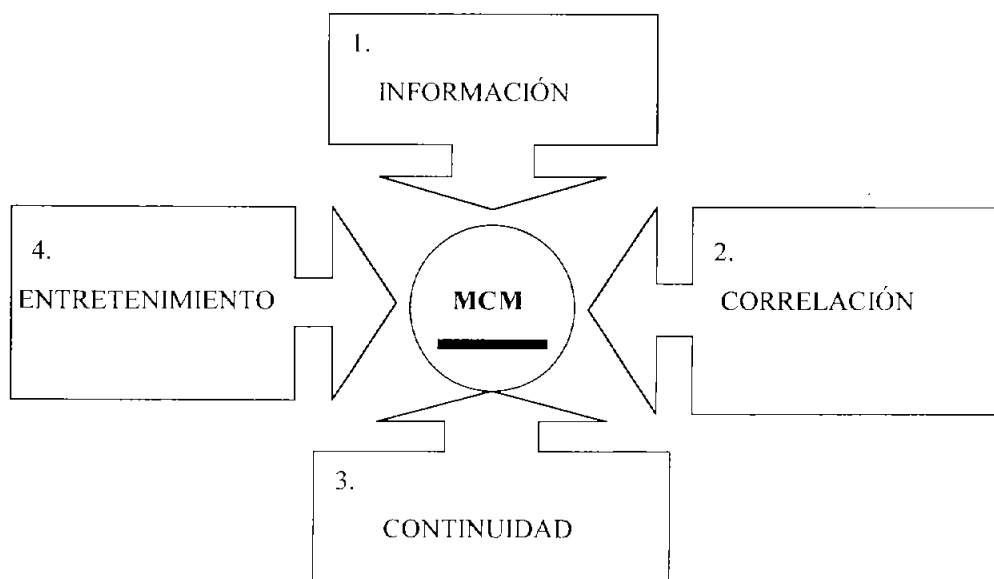 1.
INFORMACIÓN
4.
ENTRETENIMIENTO
MCM
2.
CORRELACIÓN
3.
CONTINUIDAD